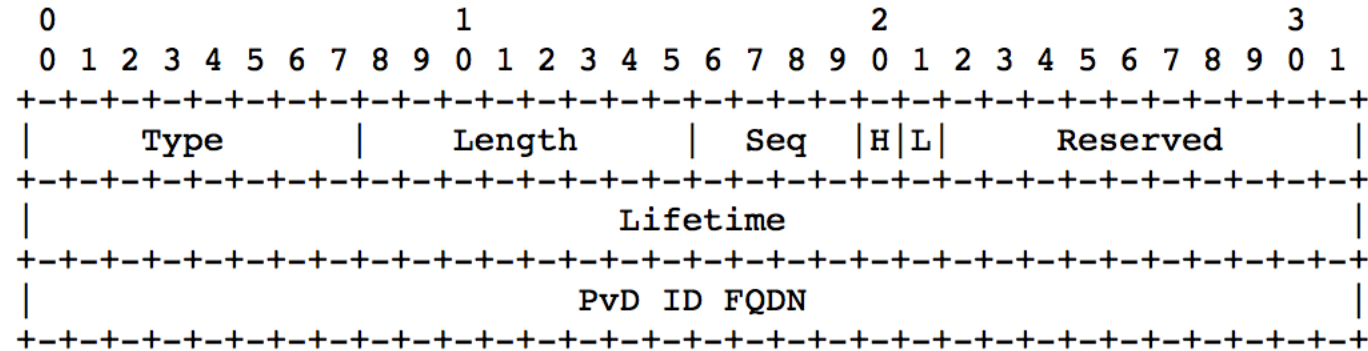 0                   1                   2                   3
 0 1 2 3 4 5 6 7 8 9 0 1 2 3 4 5 6 7 8 9 0 1 2 3 4 5 6 7 8 9 0 1
+-+-+-+-+-+-+-+-+-+-+-+-+-+-+-+-+-+-+-+-+-+-+-+-+-+-+-+-+-+-+-+-+
|     Type      |    Length     |  Seq  |H|L|     Reserved      |
+-+-+-+-+-+-+-+-+-+-+-+-+-+-+-+-+-+-+-+-+-+-+-+-+-+-+-+-+-+-+-+-+
|                            Lifetime                           |
+-+-+-+-+-+-+-+-+-+-+-+-+-+-+-+-+-+-+-+-+-+-+-+-+-+-+-+-+-+-+-+-+
|                          PvD ID FQDN                          |
+-+-+-+-+-+-+-+-+-+-+-+-+-+-+-+-+-+-+-+-+-+-+-+-+-+-+-+-+-+-+-+-+